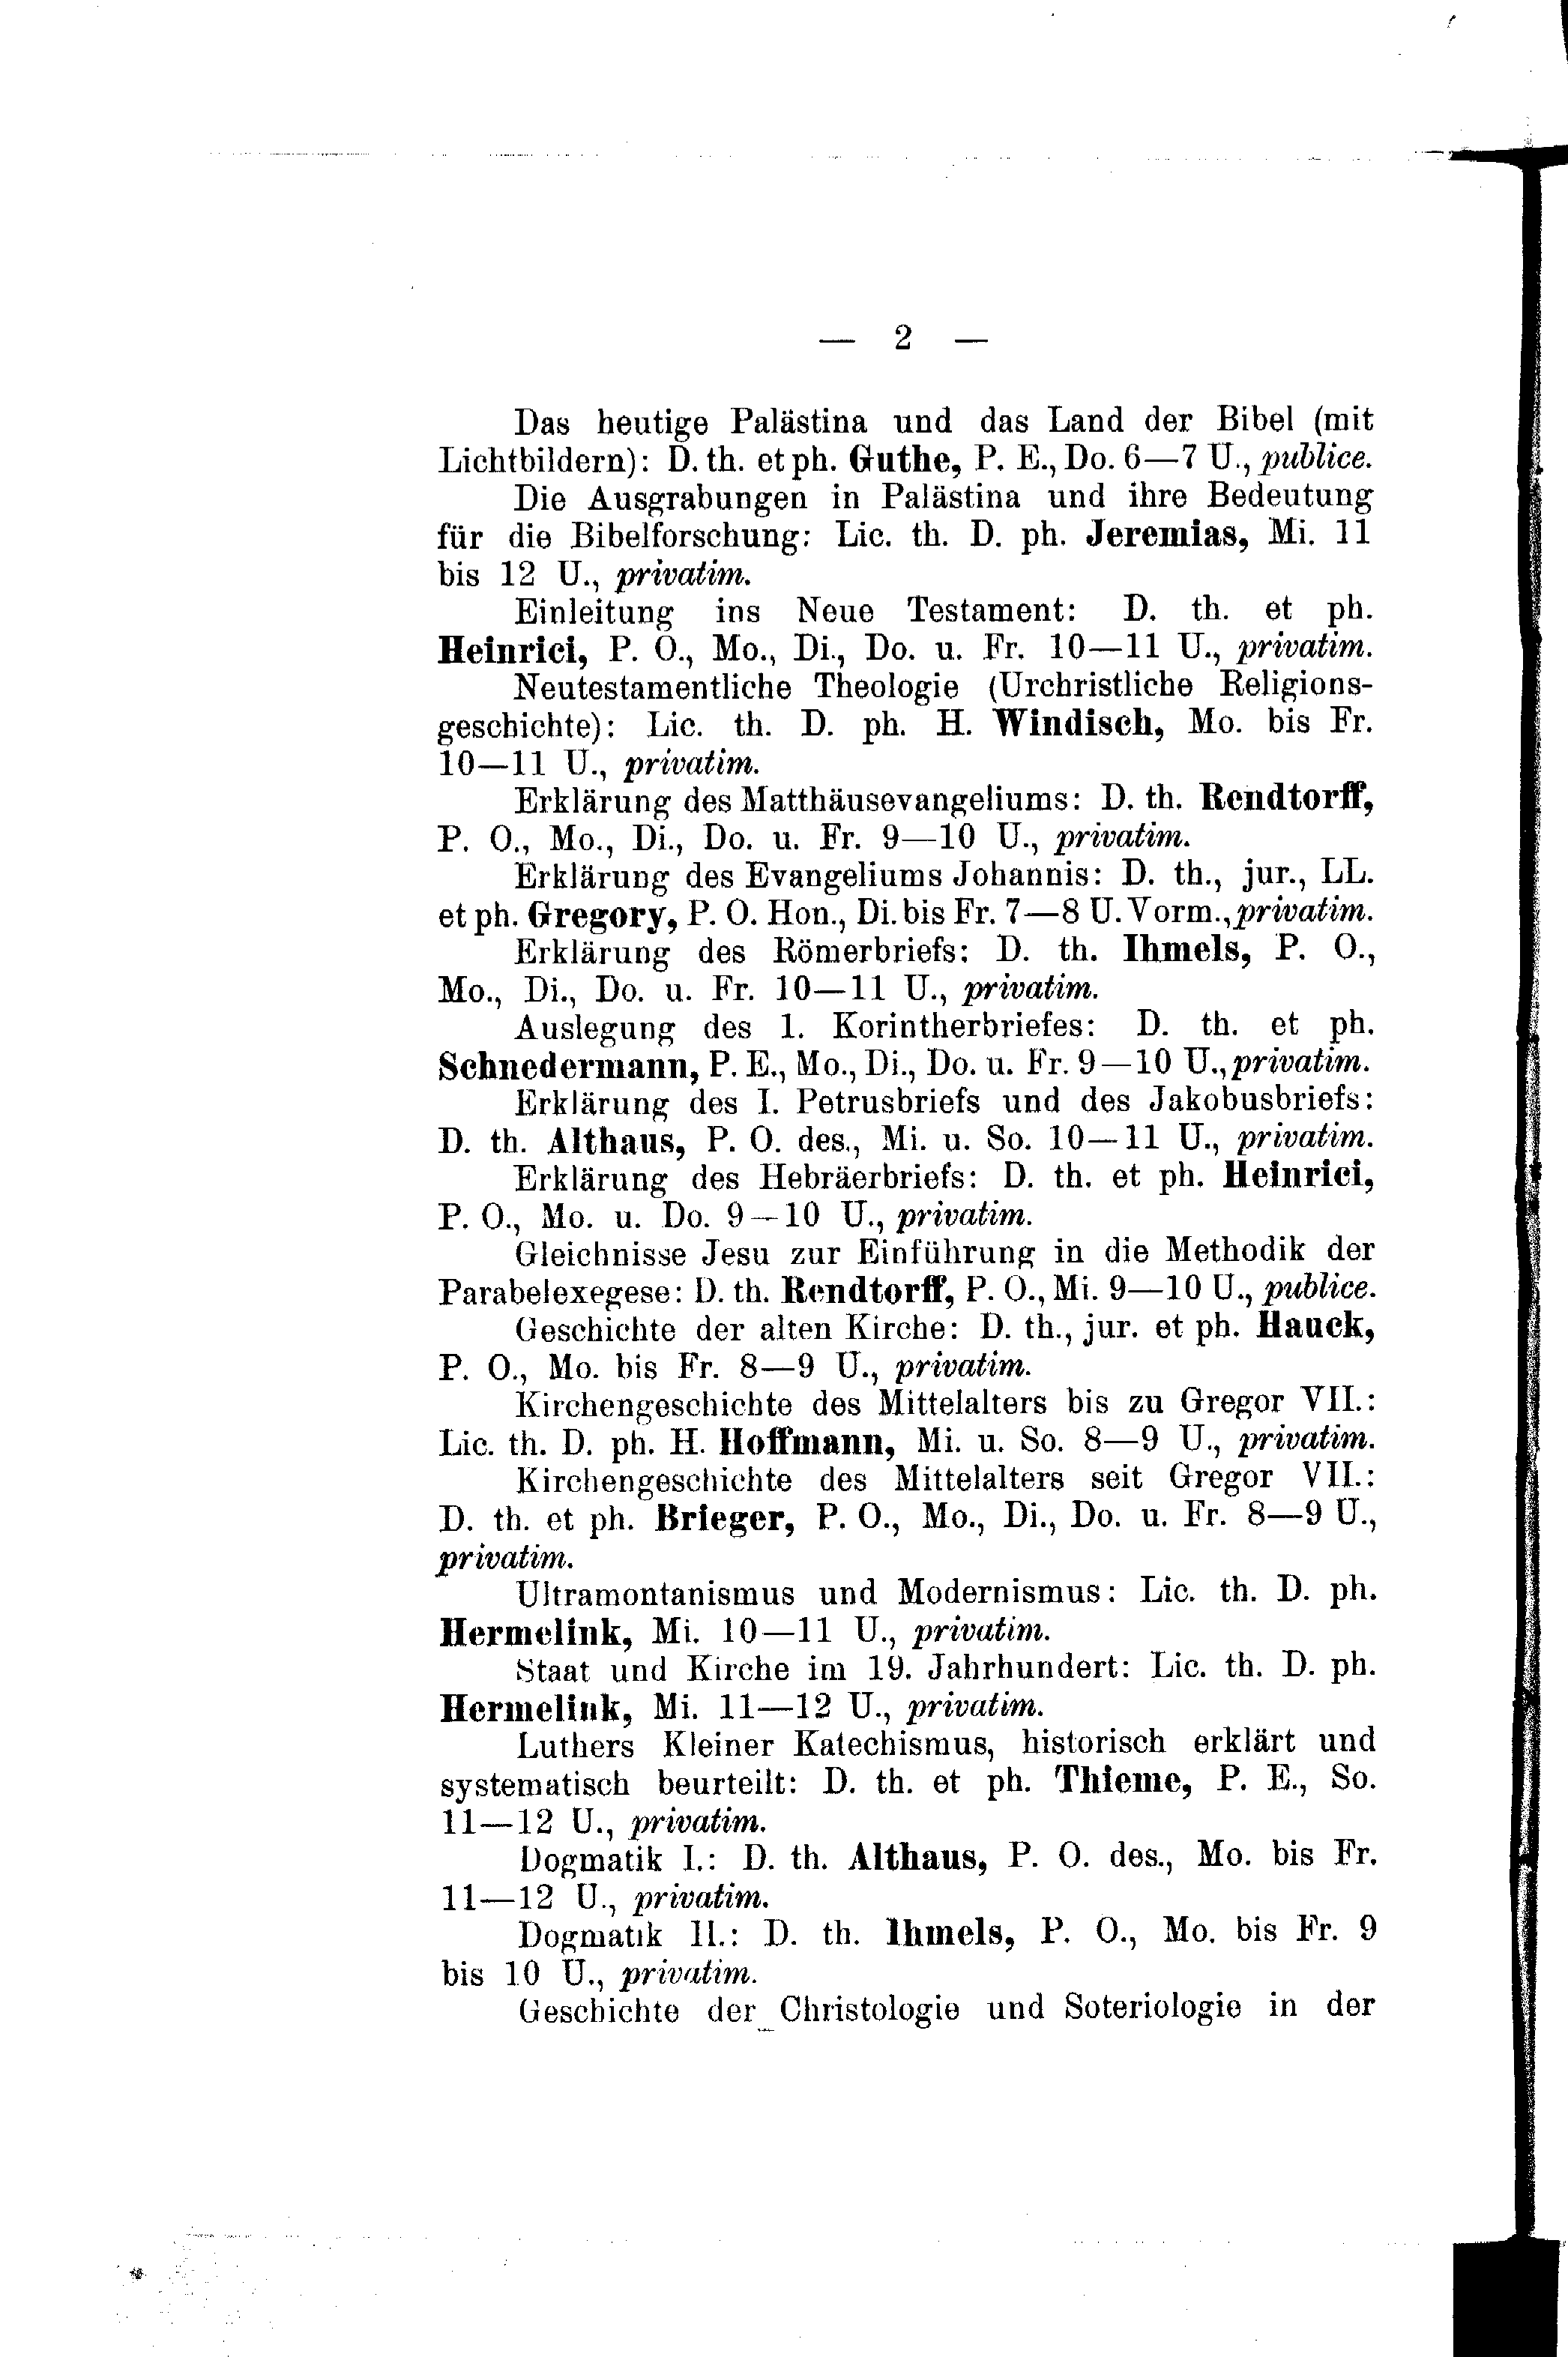 — 2 —
Das heutige Palästina und das Land der Bibel (mit
Lichtbildern): D. th. et ph. Guthe, P. E., Do. 6—7 U., publice.
Die Ausgrabungen in Palästina und ihre Bedeutung
für die Bibelforschung: Lic. th. D. ph. Jeremias, Mi. 11
bis 12 U., privatim.
Einleitung ins Neue Testament: D. th. et ph.
Heinrici, P. O., Mo., Di., Do. u. Fr. 10—11 U., privatim.
Neutestamentliche Theologie (Urchristliche Religions-
geschichte): Lic. th. D. ph. H. Windisch, Mo. bis Fr.
10—11 U., privatim.
Erklärung des Matthäusevangeliums: D. th. Rendtorff,
P. O., Mo., Di., Do. u. Fr. 9—10 U., privatim.
Erklärung des Evangeliums Johannis: D. th., jur., LL.
et ph. Gregory, P. O. Hon., Di. bis Fr. 7—8 U. Vorm., privatim.
Erklärung des Römerbriefs: D. th. Ihmels, P. O.,
Mo., Di., Do. u. Fr. 10—11 U., privatim.
Auslegung des 1. Korintherbriefes: D. th. et ph.
Schnedermann, P. E., Mo., Di., Do. u. Fr. 9—10 U., privatim.
Erklärung des I. Petrusbriefs und des Jakobusbriefs:
D. th. Althaus, P. O. des., Mi. u. So. 10—11 U., privatim.
Erklärung des Hebräerbriefs: D. th. et ph. Heinrici,
P. O., Mo. u. Do. 9—10 U., privatim.
Gleichnisse Jesu zur Einführung in die Methodik der
Parabelexegese: D. th. Rendtorff, P. O., Mi. 9—10 U., publice.
Geschichte der alten Kirche: D. th., jur. et ph. Hauck,
P. O., Mo. bis Fr. 8—9 U., privatim.
Kirchengeschichte des Mittelalters bis zu Gregor VII.:
Lic. th. D. ph. H. Hoffmann, Mi. u. So. 8—9 U., privatim.
Kirchengeschichte des Mittelalters seit Gregor VII.:
D. th. et ph. Brieger, P. O., Mo., Di., Do. u. Fr. 8—9 U.,
privatim.
Ultramontanismus und Modernismus: Lic. th. D. ph.
Hermelink, Mi. 10—11 U., privatim.
Staat und Kirche im 19. Jahrhundert: Lic. th. D. ph.
Hermelink, Mi. 11—12 U., privatim.
Luthers Kleiner Katechismus, historisch erklärt und
systematisch beurteilt: D. th. et ph. Thieme, P. E., So.
11—12 U., privatim.
Dogmatik I.: D. th. Althaus, P. O. des., Mo. bis Fr.
11—12 U., privatim.
Dogmatik II.: D. th. Ihmels, P. O., Mo. bis Fr. 9
bis 10 U., privatim.
Geschichte der Christologie und Soteriologie in der